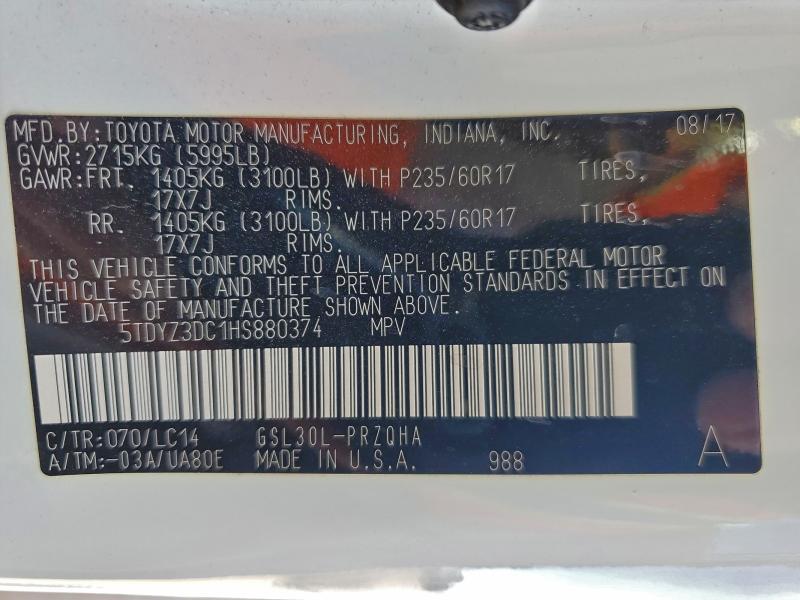 MFD.BY:TOYOTA MOTOR MANUFACTURING, INDIANA, INC. 08/17
GVWR:2715KG (5995LB)
GAWR:FRT. 1405KG (3100LB) WITH P235/60R17 TIRES,
17X7J RIMS.
RR. 1405KG (3100LB) WITH P235/60R17 TIRES,
17X7J RIMS.
THIS VEHICLE CONFORMS TO ALL APPLICABLE FEDERAL MOTOR
VEHICLE SAFETY AND THEFT PREVENTION STANDARDS IN EFFECT ON
THE DATE OF MANUFACTURE SHOWN ABOVE.
5TDYZ3DC1HS880374 MPV
C/TR:070/LC14 GSL30L-PRZQHA
A/TM:-03A/UA80E MADE IN U.S.A. 988 A